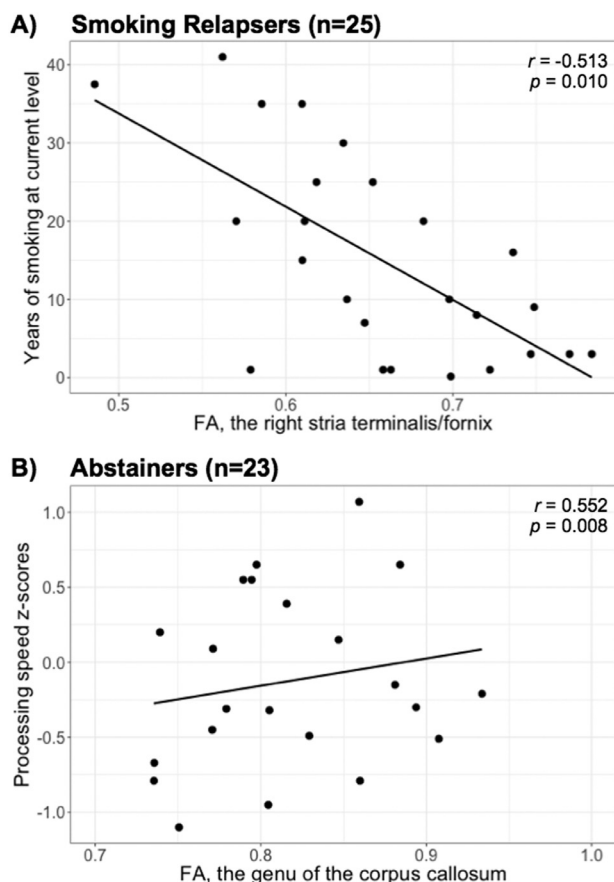 A) Smoking Relapsers (n=25)
r = -0.513
p = 0.010
Years of smoking at current level
40
30
20
10
0
0.5 0.6 0.7
FA, the right stria terminalis/fornix
B) Abstainers (n=23)
r = 0.552
p = 0.008
Processing speed z-scores
1.0
0.5
0.0
-0.5
-1.0
0.7 0.8 0.9 1.0
FA, the genu of the corpus callosum